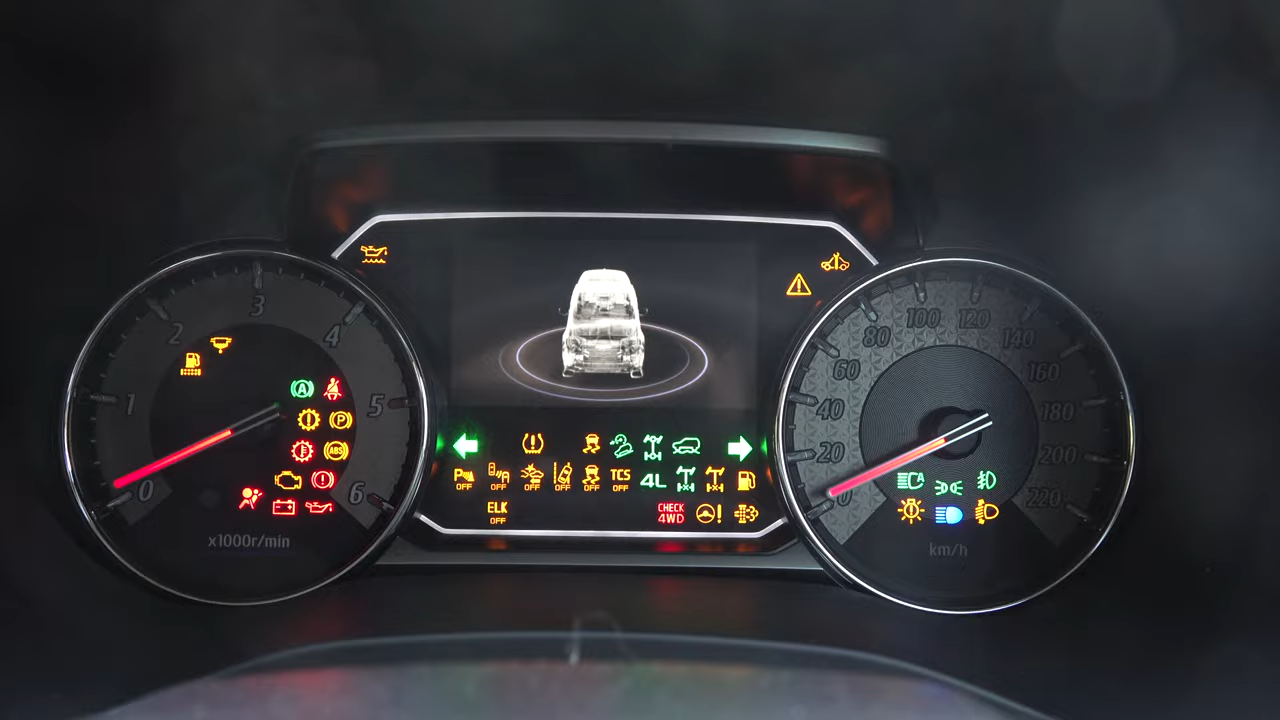 0
1
2
3
4
5
6
x1000r/min
A
P
ABS
P OFF
OFF
OFF
OFF
OFF
TCS OFF
4L
ELK OFF
CHECK 4WD
0
20
40
60
80
100
120
140
160
180
200
220
A
km/h